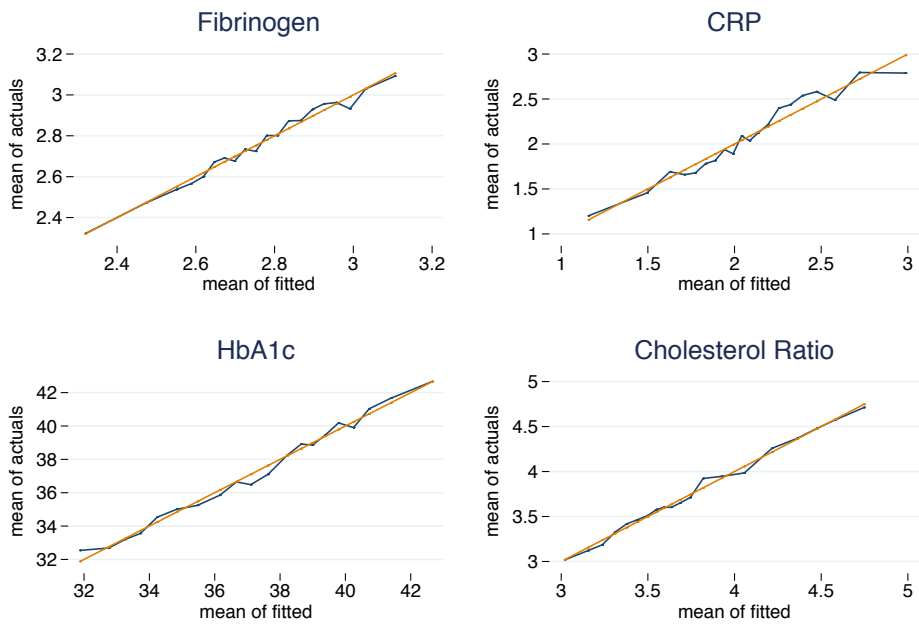 Fibrinogen
mean of actuals
3.2
3
2.8
2.6
2.4
2.4 2.6 2.8 3 3.2
mean of fitted
CRP
mean of actuals
3
2.5
2
1.5
1
1 1.5 2 2.5 3
mean of fitted
HbA1c
mean of actuals
42
40
38
36
34
32
32 34 36 38 40 42
mean of fitted
Cholesterol Ratio
mean of actuals
5
4.5
4
3.5
3
3 3.5 4 4.5 5
mean of fitted